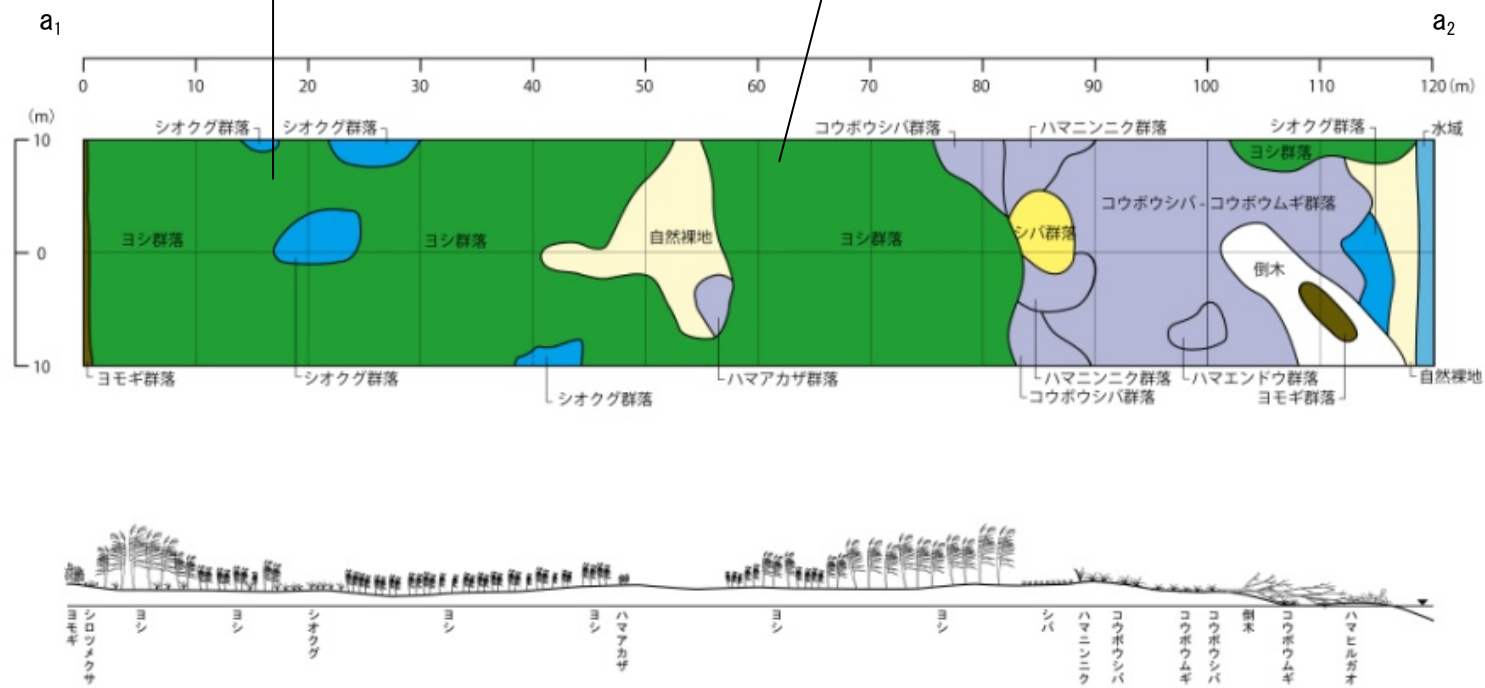 a1 a2
0 10 20 30 40 50 60 70 80 90 100 110 120(m)
(m)
シオクグ群落 シオクグ群落 コウボウシバ群落 ハマニンニク群落 シオクグ群落 水域
10
ヨシ群落
コウボウシバ - コウボウムギ群落
ヨシ群落 ヨシ群落 自然裸地 ヨシ群落 シバ群落
0
倒木
10
ヨモギ群落 シオクグ群落 ハマアカザ群落 ハマニンニク群落 ハマエンドウ群落 自然裸地
シオクグ群落 コウボウシバ群落 ヨモギ群落
ヨモギ
シロツメクサ
ヨシ
ヨシ
シオクグ
ヨシ
ヨシ
ハマアカザ
ヨシ
ヨシ
シバ
ハマニンニク
コウボウシバ
コウボウムギ
コウボウシバ
倒木
コウボウムギ
ハマヒルガオ